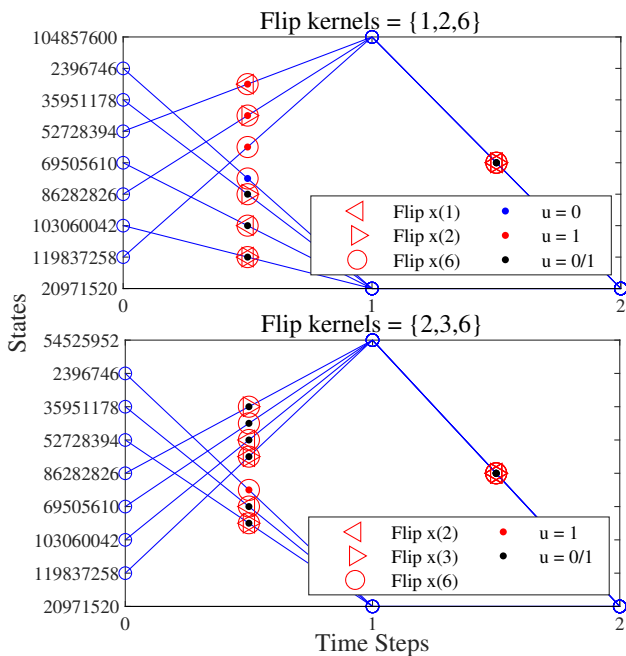 Flip kernels = {1,2,6}
104857600
2396746
35951178
52728394
69505610
86282826
103060042
119837258
20971520
Flip x(1) u = 0
Flip x(2) u = 1
Flip x(6) u = 0/1
0 1 2
States
Flip kernels = {2,3,6}
54525952
2396746
35951178
52728394
86282826
69505610
103060042
119837258
20971520
Flip x(2) u = 1
Flip x(3) u = 0/1
Flip x(6)
0 1 2
Time Steps